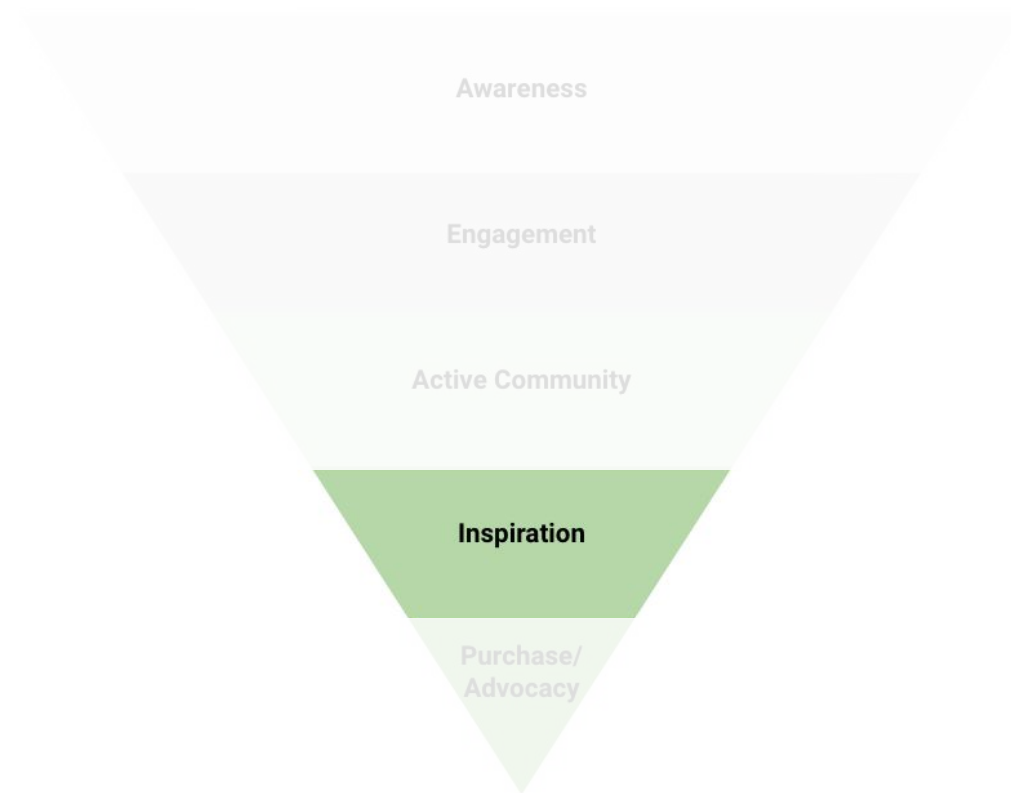 Awareness
Engagement
Active Community
Inspiration
Purchase/
Advocacy